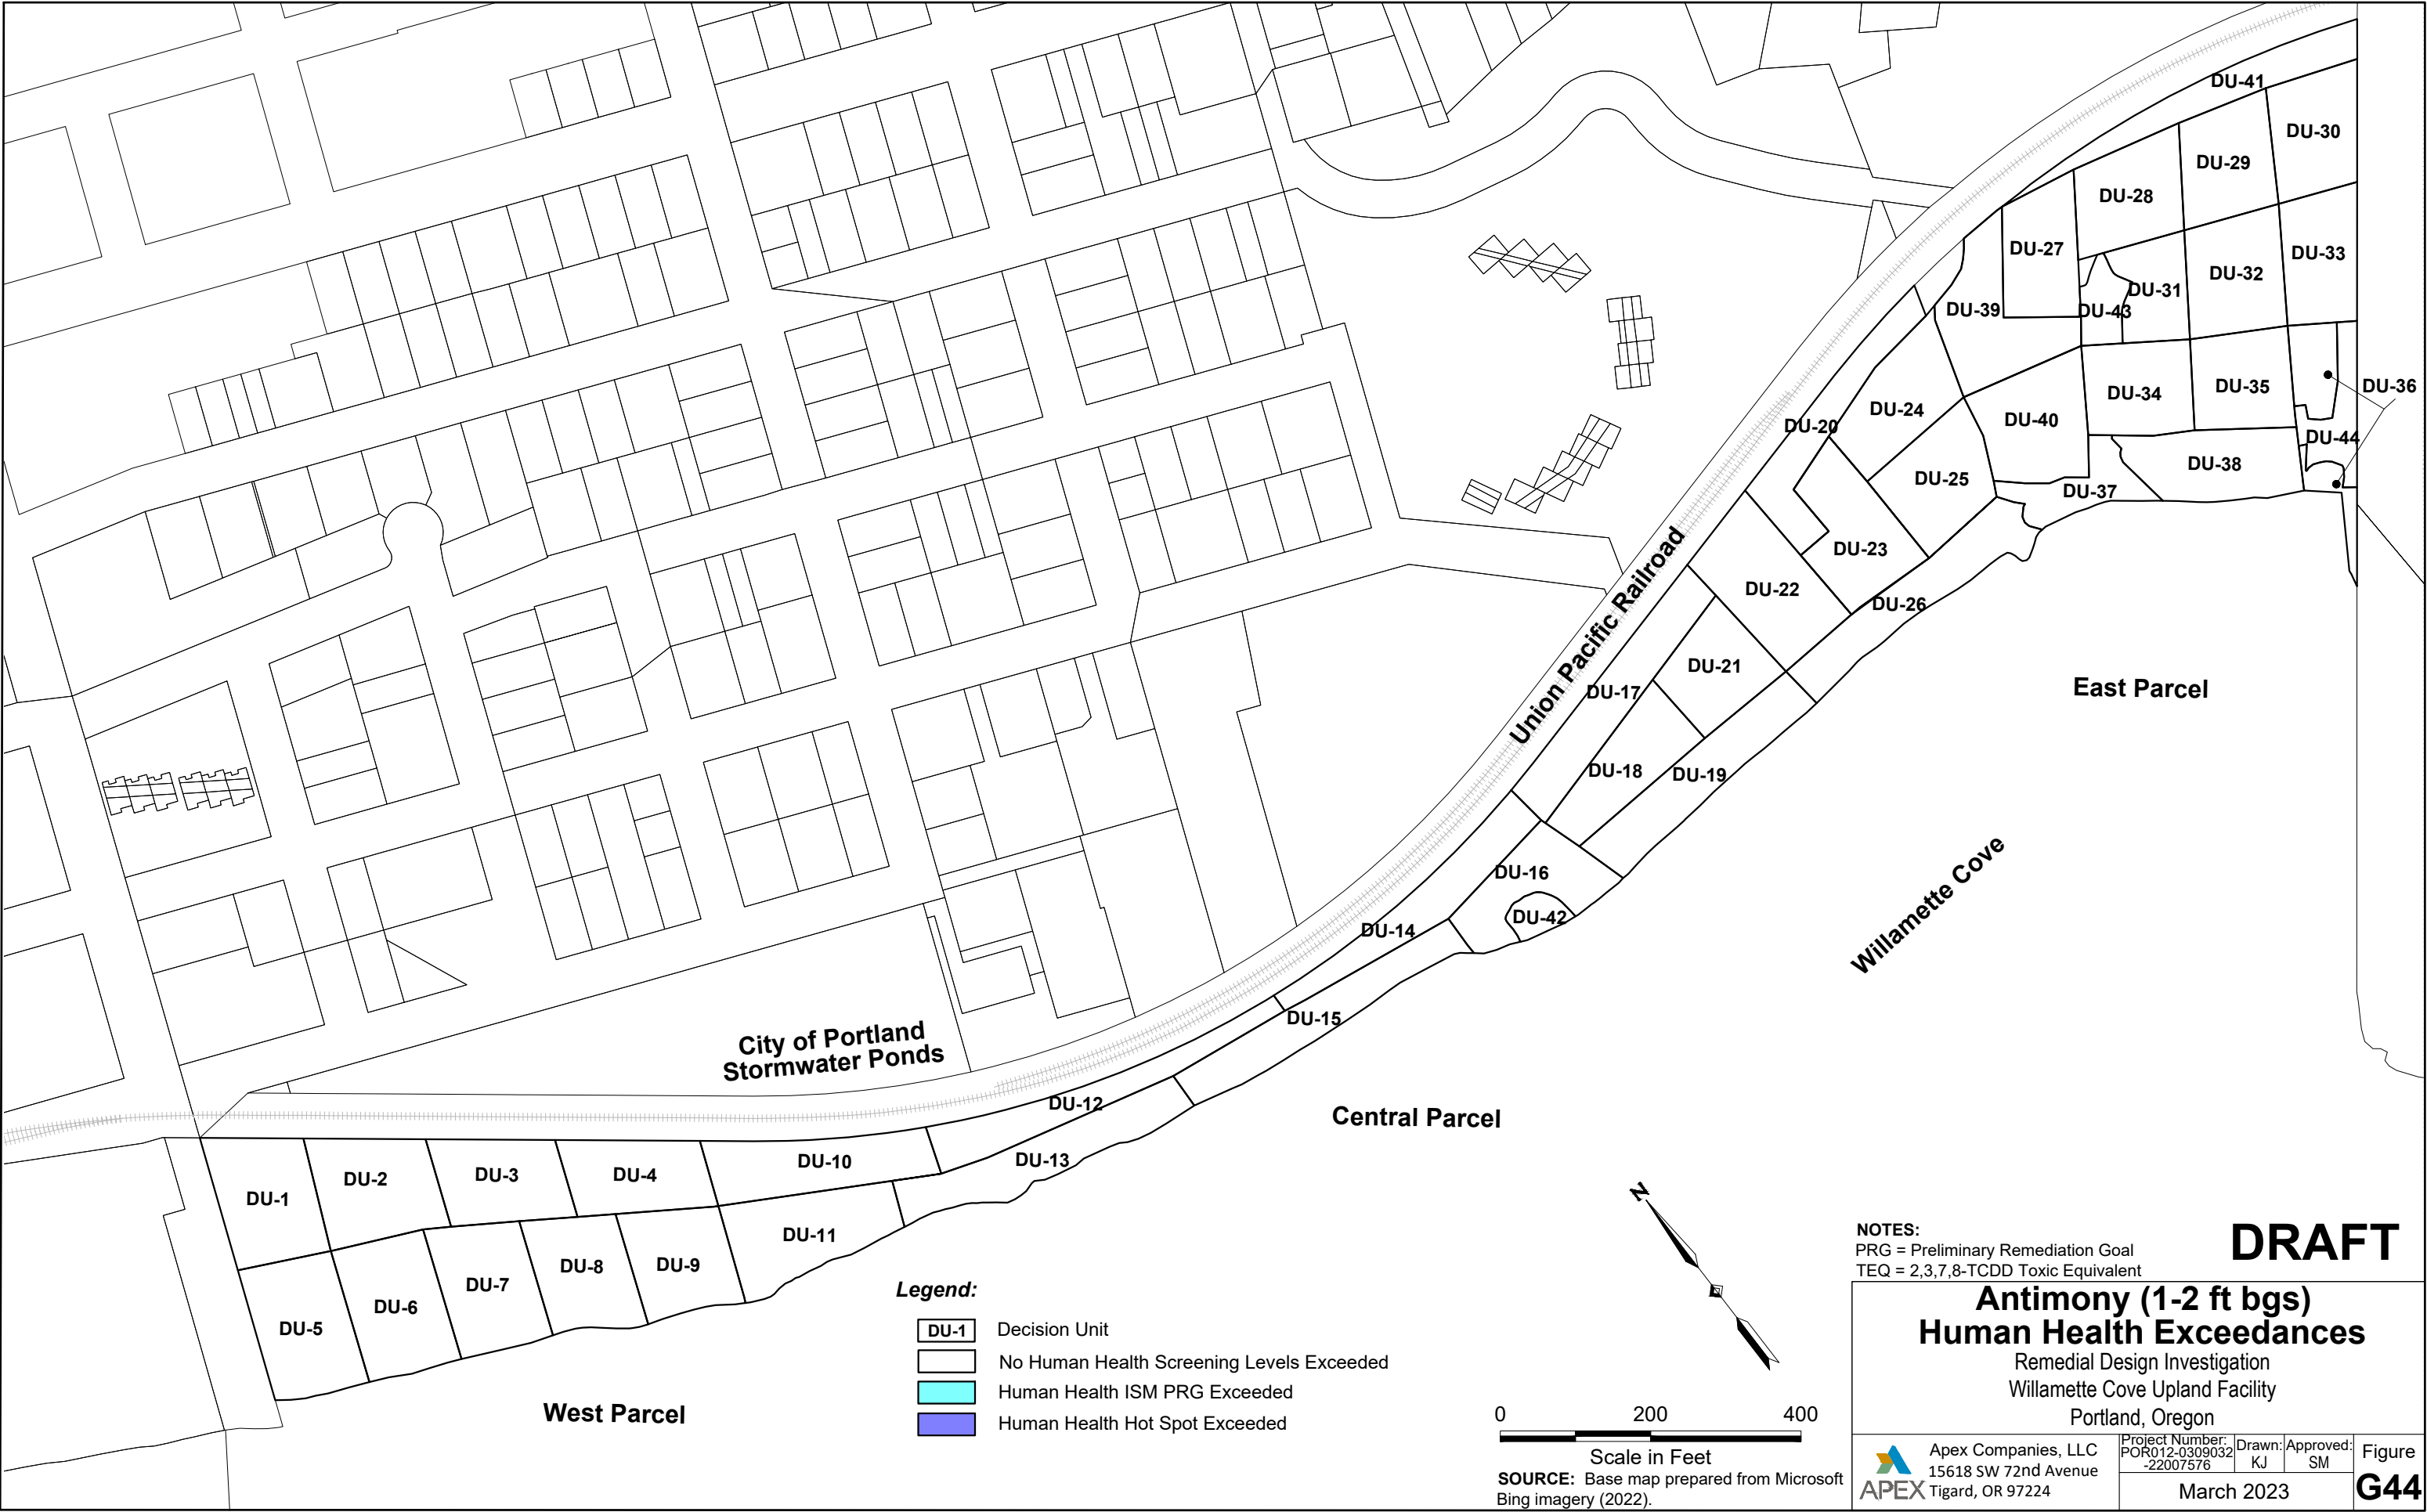 DU-41
DU-30
DU-29
DU-28
DU-27
DU-33
DU-32
DU-31
DU-43
DU-39
DU-36
DU-35
DU-34
DU-24
DU-40
DU-20
DU-44
DU-38
DU-25
DU-37
DU-23
DU-22
DU-26
Union Pacific Railroad
DU-21
DU-17
East Parcel
DU-18
DU-19
DU-16
DU-42
Willamette Cove
DU-14
DU-15
City of Portland
Stormwater Ponds
DU-12
Central Parcel
DU-13
DU-10
DU-4
DU-3
DU-2
DU-1
DU-11
DU-9
DU-8
DU-7
DU-6
DU-5
West Parcel
Legend:
DU-1 Decision Unit
No Human Health Screening Levels Exceeded
Human Health ISM PRG Exceeded
Human Health Hot Spot Exceeded
N
0 200 400
Scale in Feet
SOURCE: Base map prepared from Microsoft
Bing imagery (2022).
NOTES:
PRG = Preliminary Remediation Goal
TEQ = 2,3,7,8-TCDD Toxic Equivalent
DRAFT
Antimony (1-2 ft bgs)
Human Health Exceedances
Remedial Design Investigation
Willamette Cove Upland Facility
Portland, Oregon
APEX
Apex Companies, LLC
15618 SW 72nd Avenue
Tigard, OR 97224
Project Number:
POR012-0309032
-22007576
Drawn:
KJ
Approved:
SM
March 2023
Figure
G44